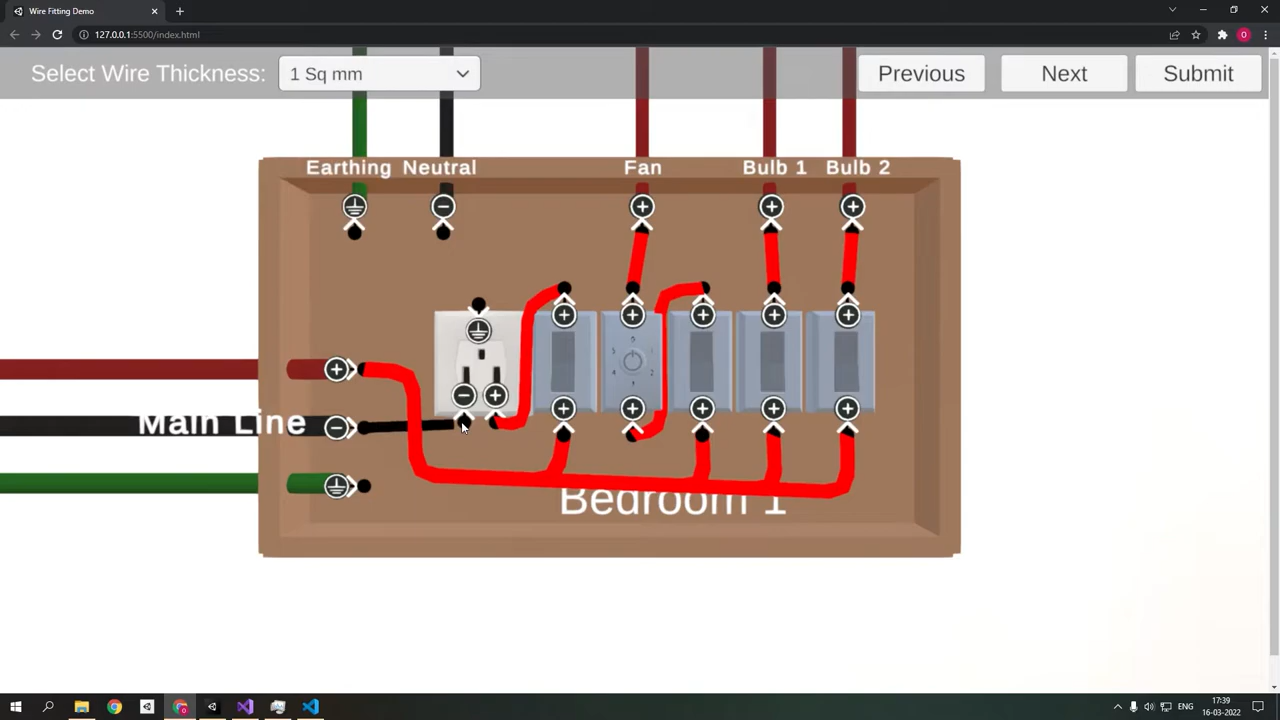 Wire Fitting Demo
127.0.0.1:5500/index.html
Select Wire Thickness: 1 Sq mm Previous Next Submit
Earthing Neutral Fan Bulb 1 Bulb 2
Main Line
Bedroom 1
ENG 17:39
16-03-2022